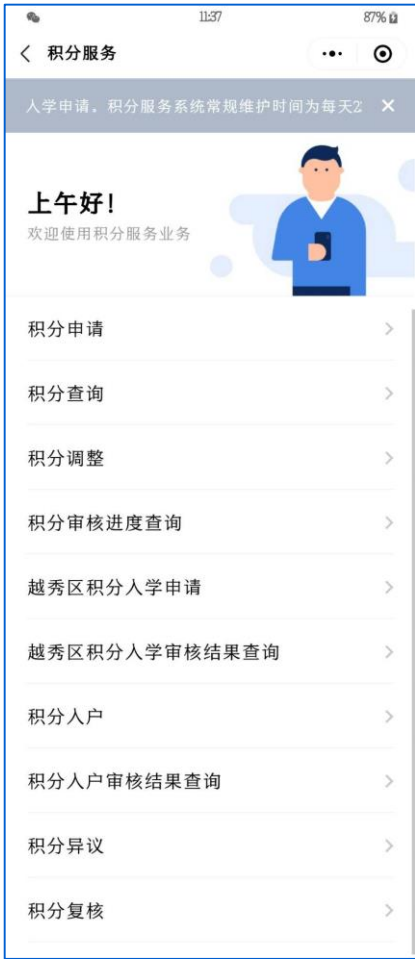 11:37
87%
积分服务
入学申请。积分服务系统常规维护时间为每天2
上午好!
欢迎使用积分服务业务
积分申请
积分查询
积分调整
积分审核进度查询
越秀区积分入学申请
越秀区积分入学审核结果查询
积分入户
积分入户审核结果查询
积分异议
积分复核